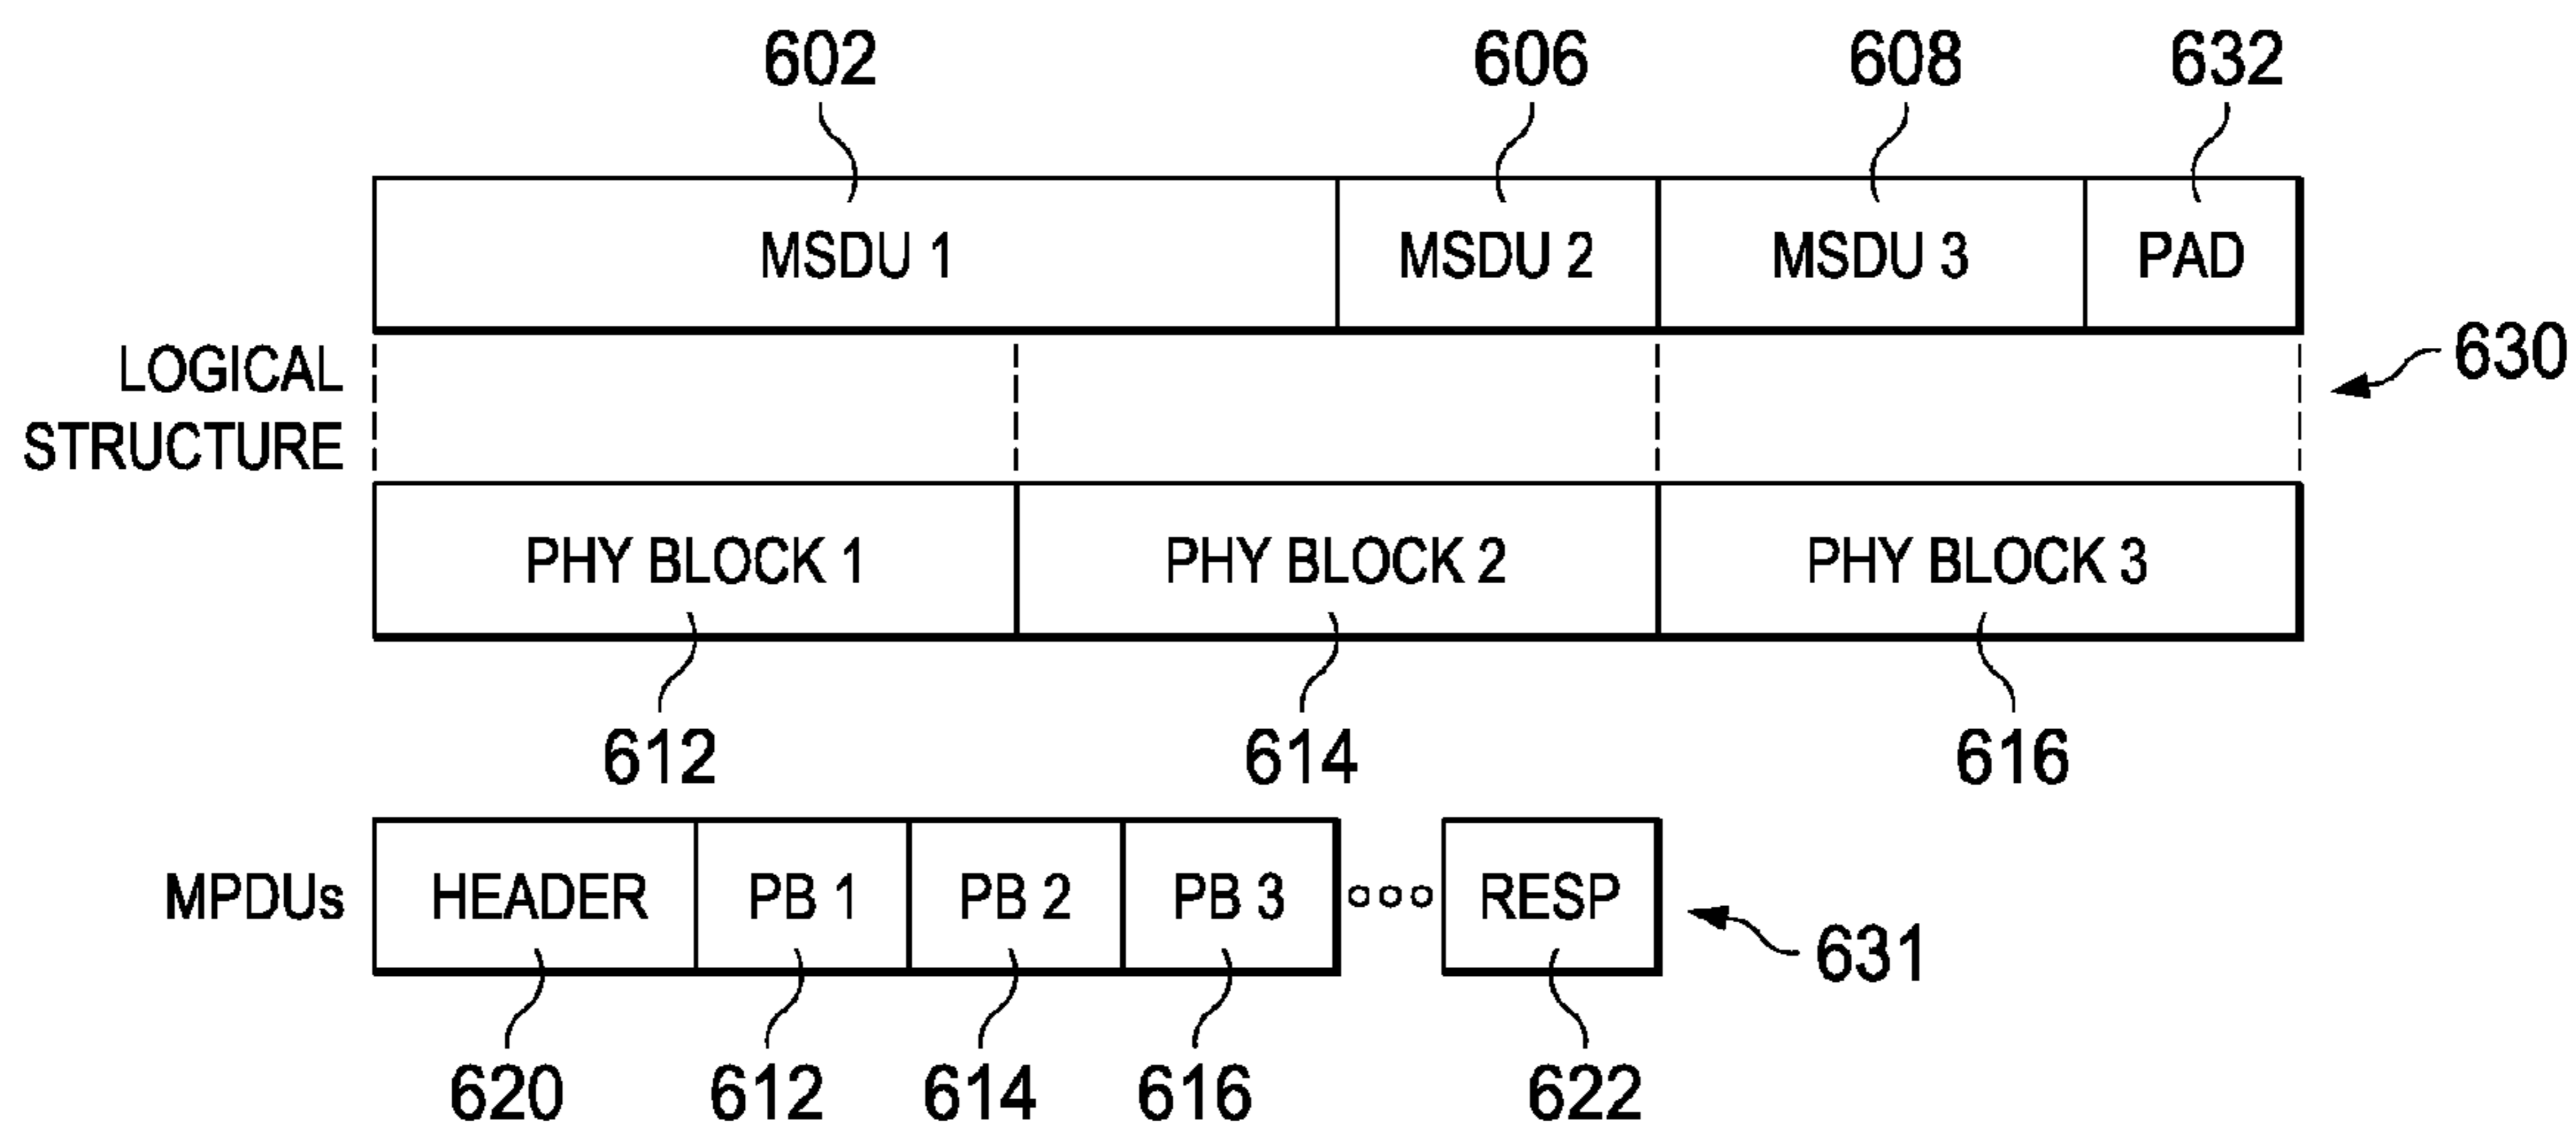 602 606 608 632
MSDU 1 MSDU 2 MSDU 3 PAD
LOGICAL
STRUCTURE
630
PHY BLOCK 1 PHY BLOCK 2 PHY BLOCK 3
612 614 616
MPDUs HEADER PB 1 PB 2 PB 3 RESP
631
620 612 614 616 622